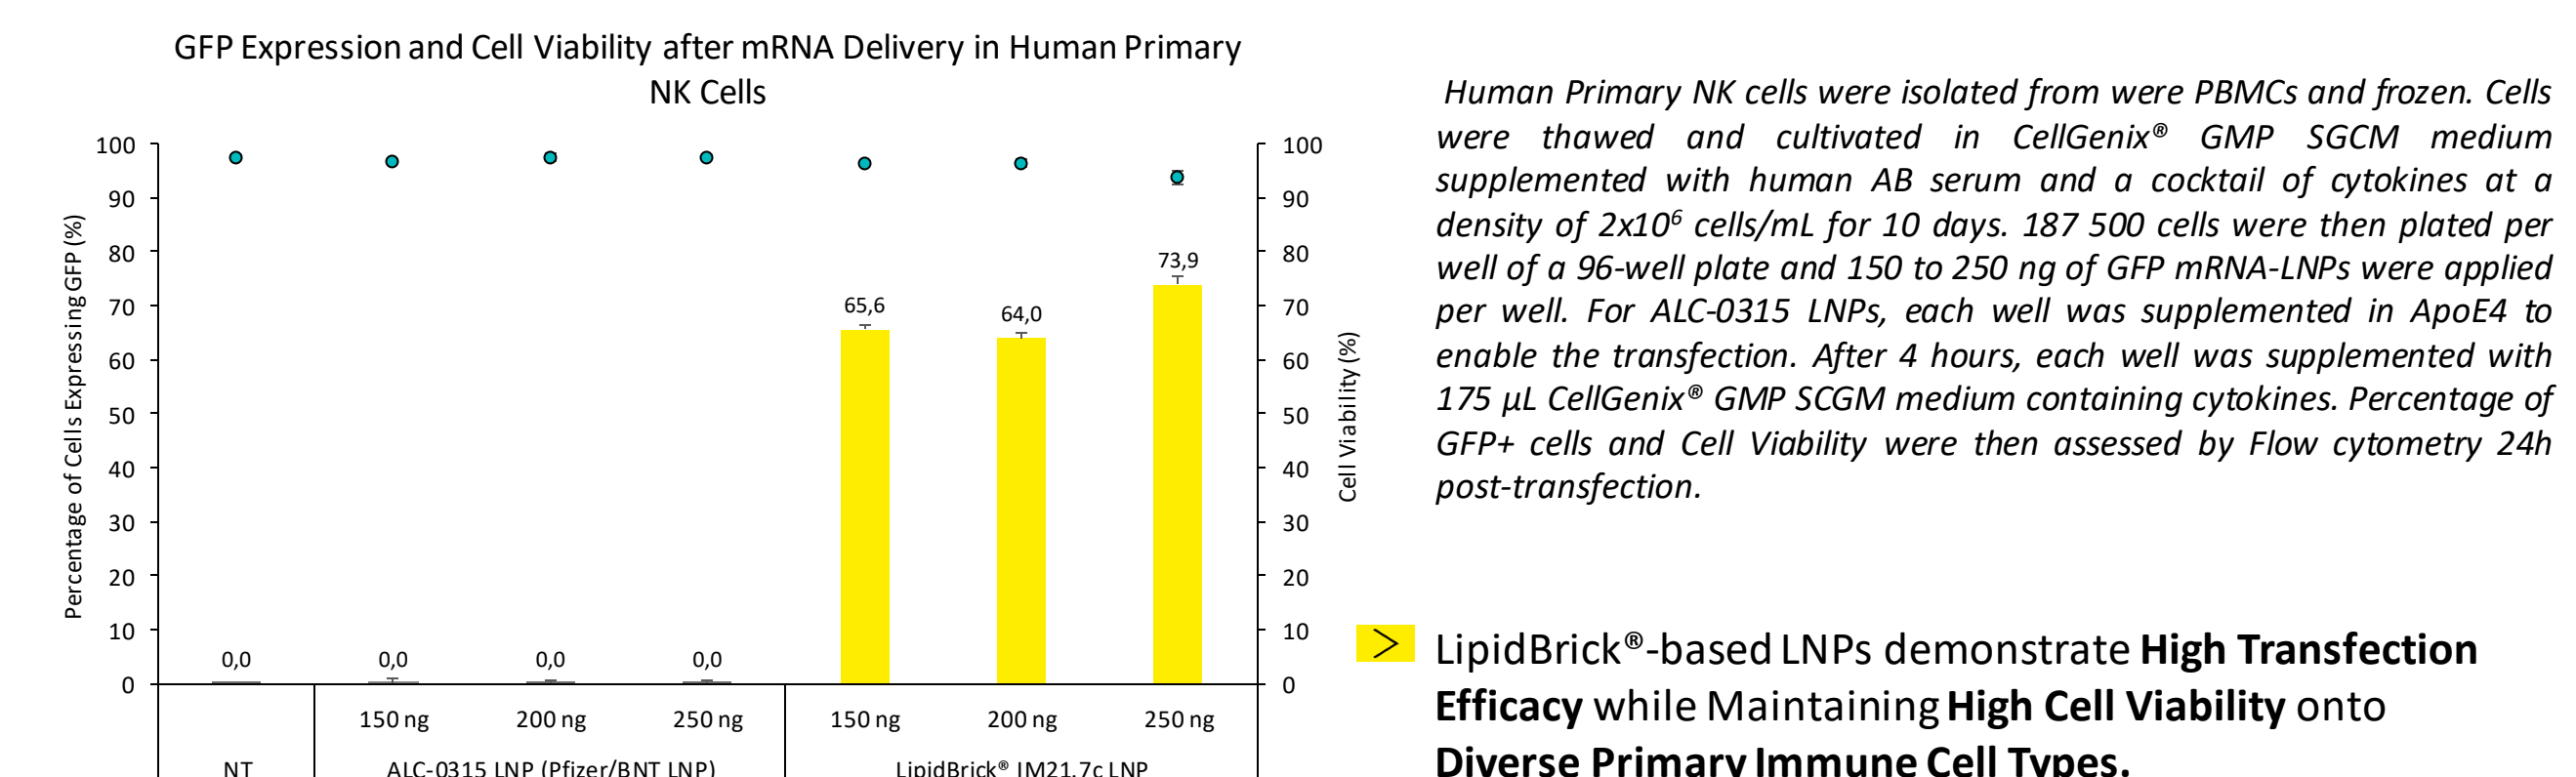 GFP Expression and Cell Viability after mRNA Delivery in Human Primary
NK Cells
Percentage of Cells Expressing GFP (%)
100
90
80
70
60
50
40
30
20
10
0
0,0
0,0
0,0
0,0
65,6
64,0
73,9
100
90
80
70
60
50
40
30
20
10
0
Cell Viability (%)
150 ng
200 ng
250 ng
150 ng
200 ng
250 ng
NT
ALC-0315 LNP (Pfizer/BNT LNP)
LipidBrick® IM21.7c LNP
Human Primary NK cells were isolated from were PBMCs and frozen. Cells
were thawed and cultivated in CellGenix® GMP SGCM medium
supplemented with human AB serum and a cocktail of cytokines at a
density of 2x10⁶ cells/mL for 10 days. 187 500 cells were then plated per
well of a 96-well plate and 150 to 250 ng of GFP mRNA-LNPs were applied
per well. For ALC-0315 LNPs, each well was supplemented in ApoE4 to
enable the transfection. After 4 hours, each well was supplemented with
175 µL CellGenix® GMP SCGM medium containing cytokines. Percentage of
GFP+ cells and Cell Viability were then assessed by Flow cytometry 24h
post-transfection.
> LipidBrick®-based LNPs demonstrate High Transfection
Efficacy while Maintaining High Cell Viability onto
Diverse Primary Immune Cell Types.